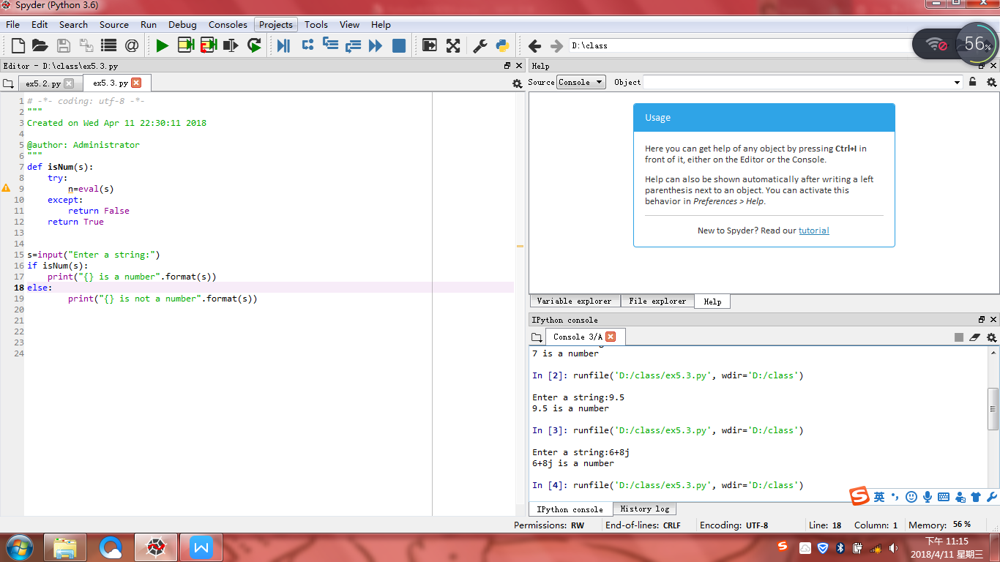 Spyder (Python 3.6)
File Edit Search Source Run Debug Consoles Projects Tools View Help
D:\class
56%
Editor - D:\class\ex5.3.py
Help
ex5.2.py ex5.3.py
Source Console Object
1 # -*- coding: utf-8 -*-
2 """
3 Created on Wed Apr 11 22:30:11 2018
4
5 @author: Administrator
6 """
7 def isNum(s):
8 try:
9 n=eval(s)
10 except:
11 return False
12 return True
13
14
15 s=input("Enter a string:")
16 if isNum(s):
17 print("{} is a number".format(s))
18 else:
19 print("{} is not a number".format(s))
20
21
22
23
24
Usage
Here you can get help of any object by pressing Ctrl+I in
front of it, either on the Editor or the Console.
Help can also be shown automatically after writing a left
parenthesis next to an object. You can activate this
behavior in Preferences > Help.
New to Spyder? Read our tutorial
Variable explorer File explorer Help
IPython console
Console 3/A
7 is a number
In [2]: runfile('D:/class/ex5.3.py', wdir='D:/class')
Enter a string:9.5
9.5 is a number
In [3]: runfile('D:/class/ex5.3.py', wdir='D:/class')
Enter a string:6+8j
6+8j is a number
In [4]: runfile('D:/class/ex5.3.py', wdir='D:/class')
英
IPython console History log
Permissions: RW End-of-lines: CRLF Encoding: UTF-8 Line: 18 Column: 1 Memory: 56 %
下午 11:15
2018/4/11 星期三